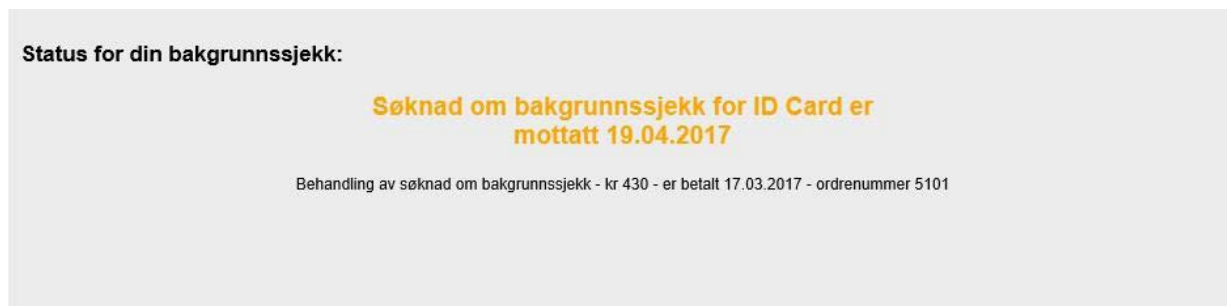 Status for din bakgrunnssjekk:
Søknad om bakgrunnssjekk for ID Card er
mottatt 19.04.2017
Behandling av søknad om bakgrunnssjekk - kr 430 - er betalt 17.03.2017 - ordrenummer 5101